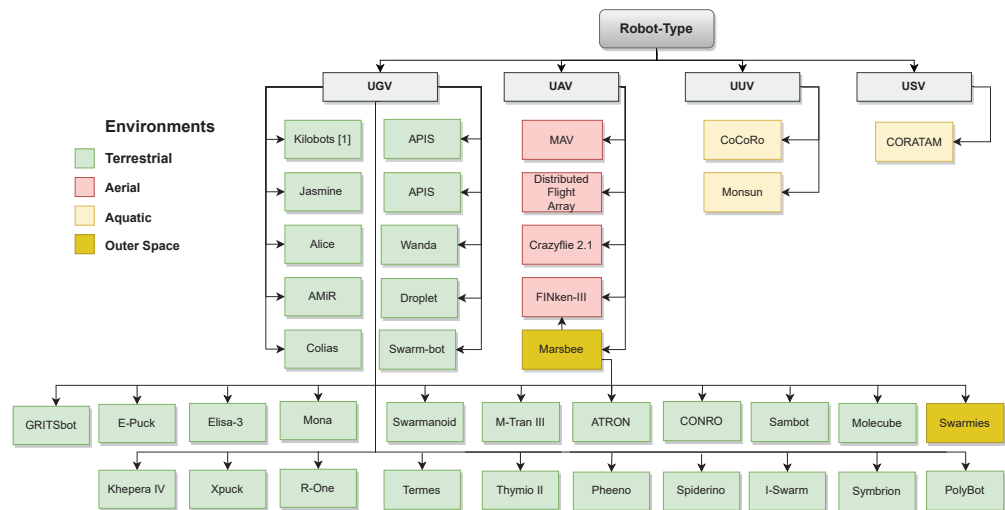 Robot-Type
UGV
UAV
UUV
USV
Environments
Terrestrial
Aerial
Aquatic
Outer Space
Kilobots [1]
APIS
MAV
CoCoRo
CORATAM
Jasmine
APIS
Distributed
Flight
Array
Monsun
Alice
Wanda
Crazyflie 2.1
AMiR
Droplet
FINken-III
Colias
Swarm-bot
Marsbee
GRITSbot
E-Puck
Elisa-3
Mona
Swarmanoid
M-Tran III
ATRON
CONRO
Sambot
Molecube
Swarmies
Khepera IV
Xpuck
R-One
Termes
Thymio II
Pheeno
Spiderino
I-Swarm
Symbrion
PolyBot